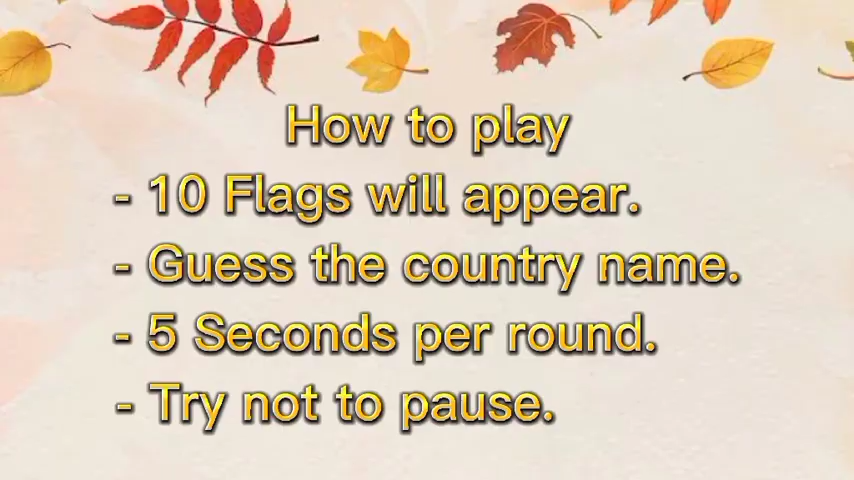 How to play
- 10 Flags will appear.
- Guess the country name.
- 5 Seconds per round.
- Try not to pause.